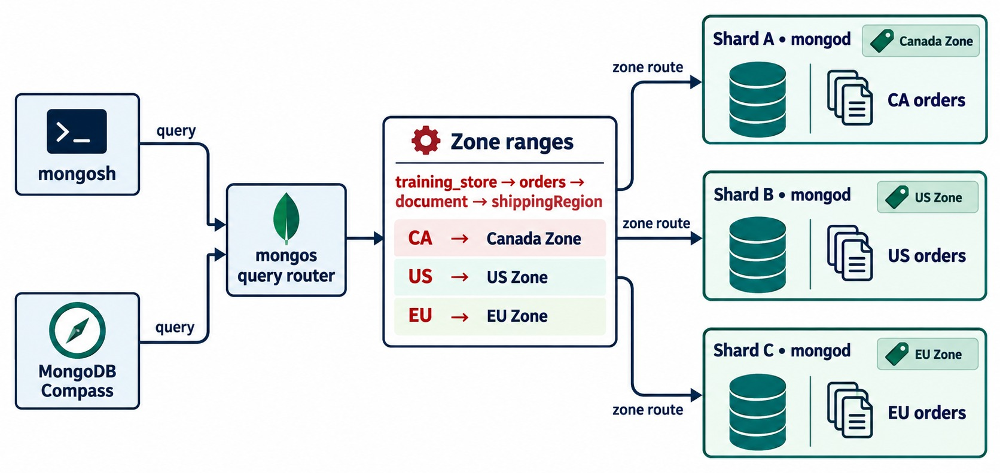 mongosh
query
MongoDB
Compass
query
mongos
query router
Zone ranges
training_store → orders →
document → shippingRegion
CA → Canada Zone
US → US Zone
EU → EU Zone
zone route
Shard A • mongod
Canada Zone
CA orders
zone route
Shard B • mongod
US Zone
US orders
zone route
Shard C • mongod
EU Zone
EU orders